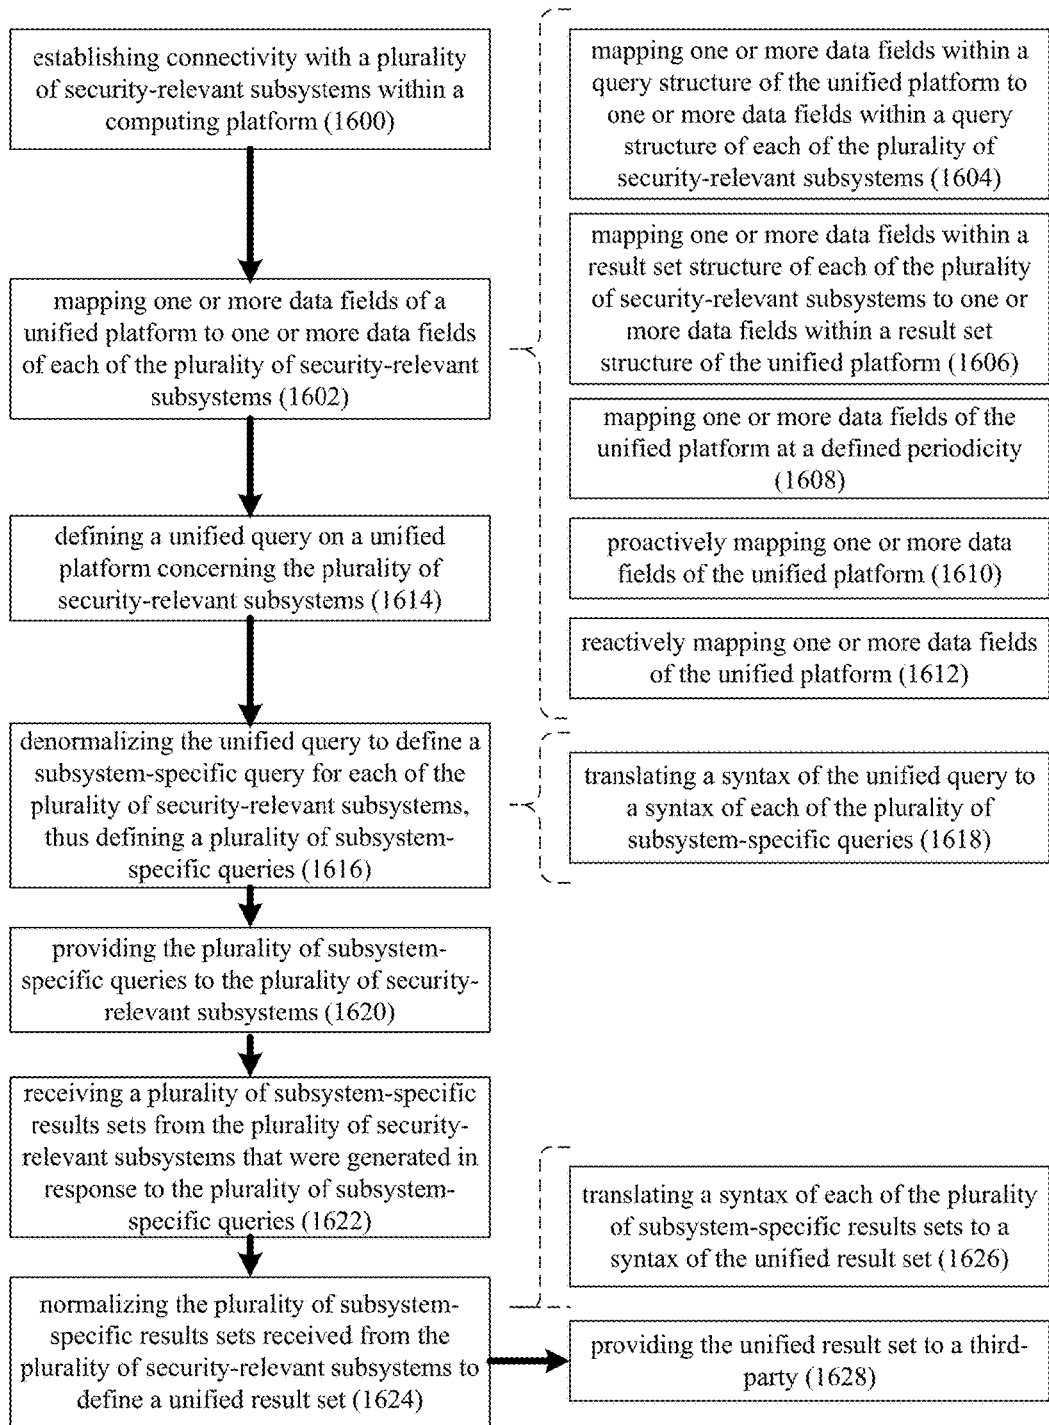 establishing connectivity with a plurality
of security-relevant subsystems within a
computing platform (1600)
mapping one or more data fields of a
unified platform to one or more data fields
of each of the plurality of security-relevant
subsystems (1602)
mapping one or more data fields within a
query structure of the unified platform to
one or more data fields within a query
structure of each of the plurality of
security-relevant subsystems (1604)
mapping one or more data fields within a
result set structure of each of the plurality
of security-relevant subsystems to one or
more data fields within a result set
structure of the unified platform (1606)
mapping one or more data fields of the
unified platform at a defined periodicity
(1608)
proactively mapping one or more data
fields of the unified platform (1610)
reactively mapping one or more data fields
of the unified platform (1612)
defining a unified query on a unified
platform concerning the plurality of
security-relevant subsystems (1614)
denormalizing the unified query to define a
subsystem-specific query for each of the
plurality of security-relevant subsystems,
thus defining a plurality of subsystem-
specific queries (1616)
translating a syntax of the unified query to
a syntax of each of the plurality of
subsystem-specific queries (1618)
providing the plurality of subsystem-
specific queries to the plurality of security-
relevant subsystems (1620)
receiving a plurality of subsystem-specific
results sets from the plurality of security-
relevant subsystems that were generated in
response to the plurality of subsystem-
specific queries (1622)
normalizing the plurality of subsystem-
specific results sets received from the
plurality of security-relevant subsystems to
define a unified result set (1624)
translating a syntax of each of the plurality
of subsystem-specific results sets to a
syntax of the unified result set (1626)
providing the unified result set to a third-
party (1628)